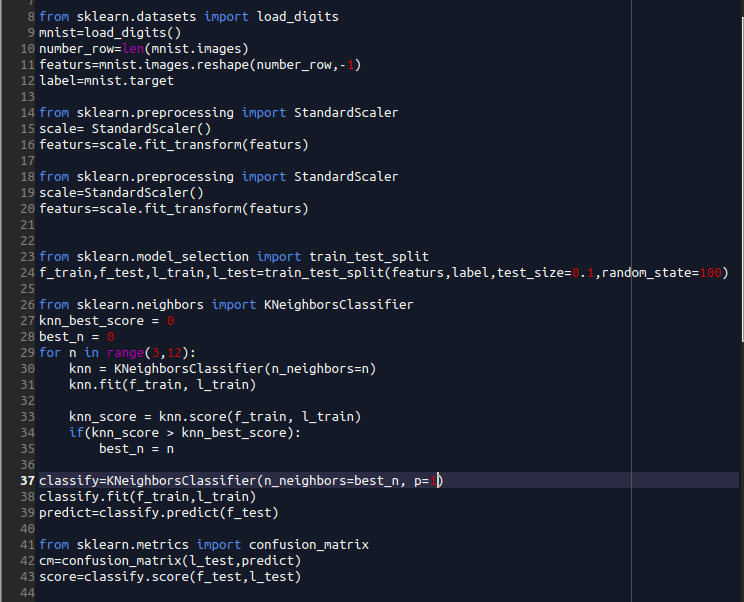 7
8 from sklearn.datasets import load_digits
9 mnist=load_digits()
10 number_row=len(mnist.images)
11 featurs=mnist.images.reshape(number_row,-1)
12 label=mnist.target
13
14 from sklearn.preprocessing import StandardScaler
15 scale= StandardScaler()
16 featurs=scale.fit_transform(featurs)
17
18 from sklearn.preprocessing import StandardScaler
19 scale=StandardScaler()
20 featurs=scale.fit_transform(featurs)
21
22
23 from sklearn.model_selection import train_test_split
24 f_train,f_test,l_train,l_test=train_test_split(featurs,label,test_size=0.1,random_state=100)
25
26 from sklearn.neighbors import KNeighborsClassifier
27 knn_best_score = 0
28 best_n = 0
29 for n in range(3,12):
30     knn = KNeighborsClassifier(n_neighbors=n)
31     knn.fit(f_train, l_train)
32
33     knn_score = knn.score(f_train, l_train)
34     if(knn_score > knn_best_score):
35         best_n = n
36
37 classify=KNeighborsClassifier(n_neighbors=best_n, p=)
38 classify.fit(f_train,l_train)
39 predict=classify.predict(f_test)
40
41 from sklearn.metrics import confusion_matrix
42 cm=confusion_matrix(l_test,predict)
43 score=classify.score(f_test,l_test)
44